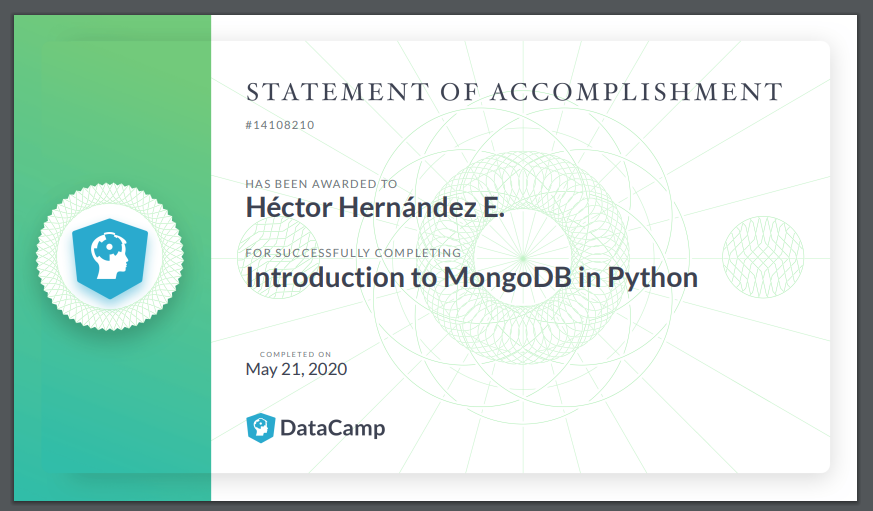 STATEMENT OF ACCOMPLISHMENT
#14108210
HAS BEEN AWARDED TO
Héctor Hernández E.
FOR SUCCESSFULLY COMPLETING
Introduction to MongoDB in Python
COMPLETED ON
May 21, 2020
DataCamp